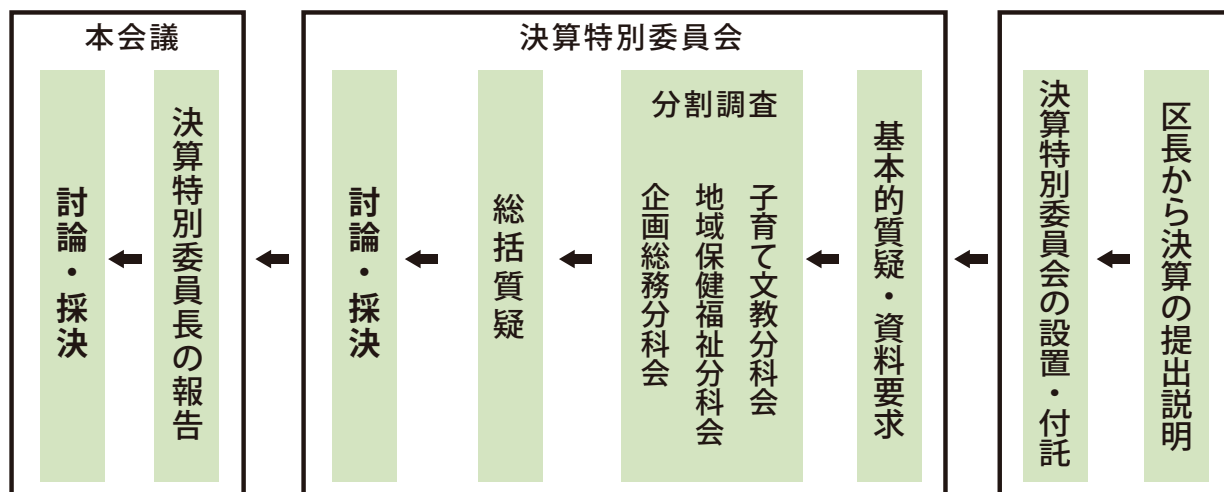 区長から決算の提出説明
決算特別委員会の設置・付託
決算特別委員会
基本的質疑・資料要求
分割調査
子育て文教分科会
地域保健福祉分科会
企画総務分科会
総括質疑
討論・採決
本会議
決算特別委員長の報告
討論・採決